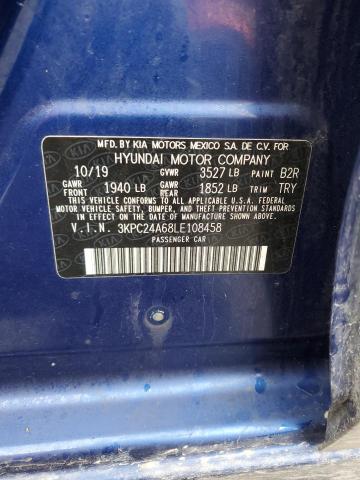 MFD.BY KIA MOTORS MEXICO S.A. DE C.V. FOR
HYUNDAI MOTOR COMPANY
10/19 GVWR 3527 LB PAINT B2R
GAWR FRONT 1940 LB GAWR REAR 1852 LB TRIM TRY
THIS VEHICLE CONFORMS TO ALL APPLICABLE U.S.A. FEDERAL
MOTOR VEHICLE SAFETY, BUMPER, AND THEFT PREVENTION
STANDARDS IN EFFECT ON THE DATE OF MANUFACTURE SHOWN ABOVE.
V.I.N. 3KPC24A68LE108458
PASSENGER CAR